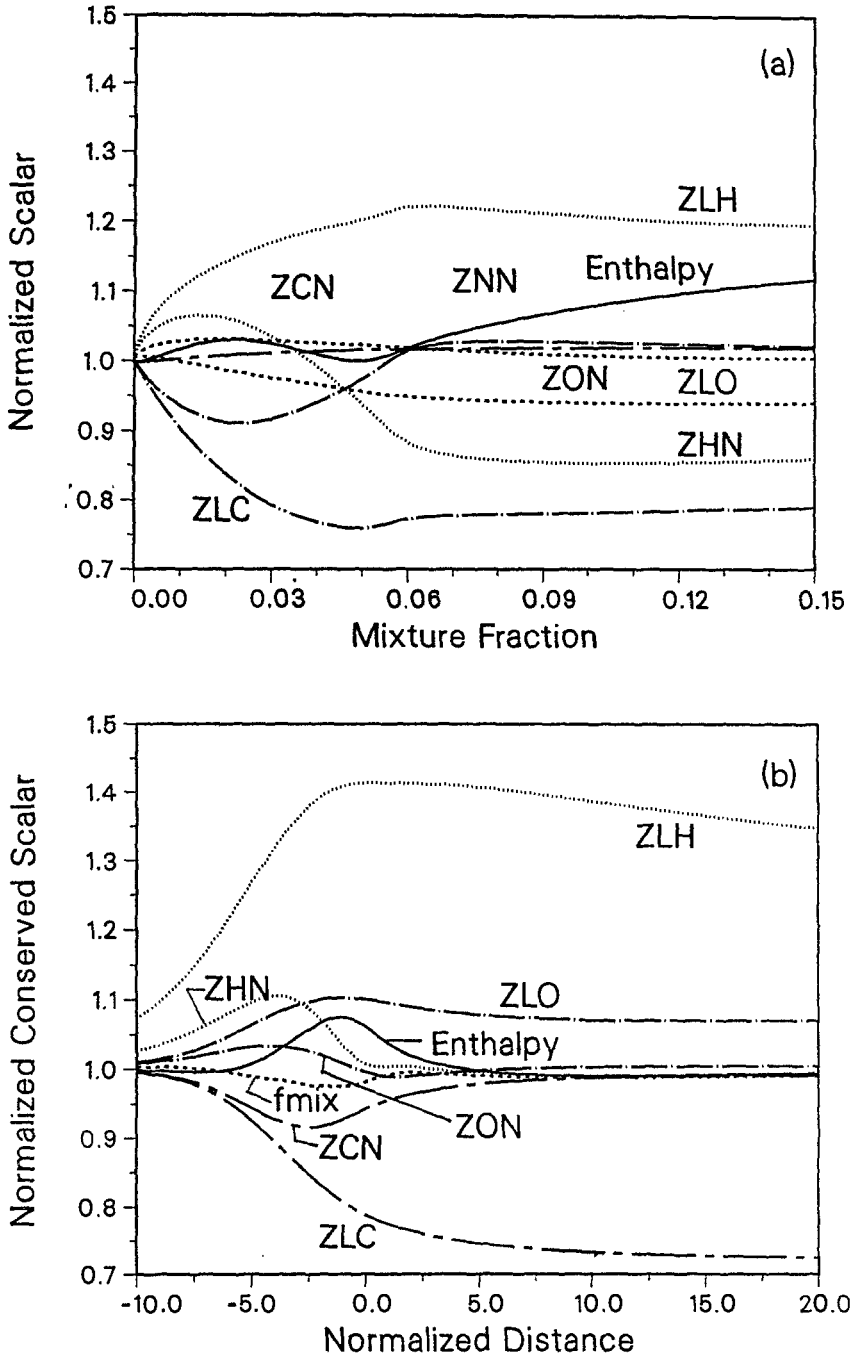 1.5
(a)
1.4
1.3
1.2
1.1
1.0
0.9
0.8
0.7
Normalized Scalar
ZLH
ZCN
ZNN
Enthalpy
ZON
ZLO
ZHN
ZLC
0.00
0.03
0.06
0.09
0.12
0.15
Mixture Fraction
1.5
(b)
1.4
1.3
1.2
1.1
1.0
0.9
0.8
0.7
Normalized Conserved Scalar
ZLH
ZHN
ZLO
Enthalpy
fmix
ZON
ZCN
ZLC
-10.0
-5.0
0.0
5.0
10.0
15.0
20.0
Normalized Distance